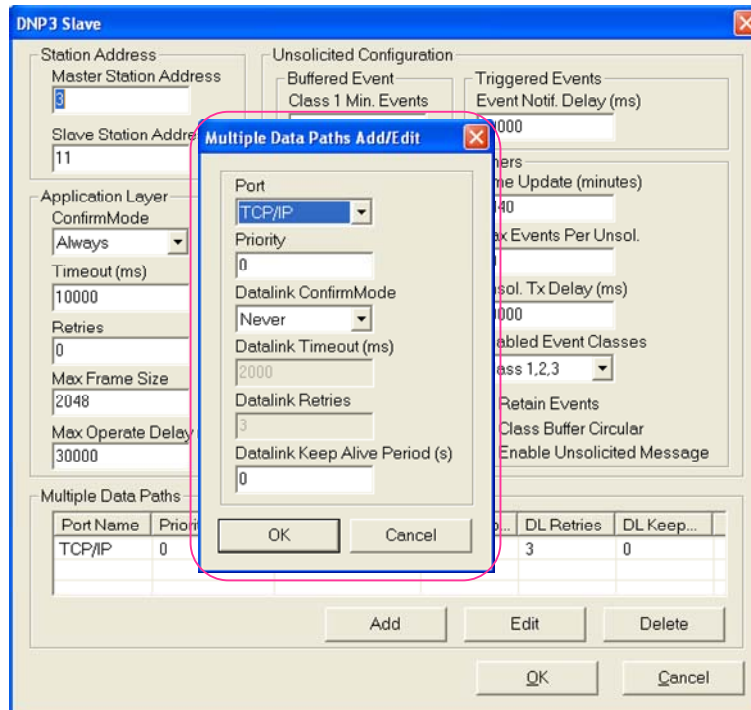 DNP3 Slave
Station Address
Master Station Address
3
Slave Station Addre
11
Application Layer
ConfirmMode
Always
Timeout (ms)
10000
Retries
0
Max Frame Size
2048
Max Operate Delay
30000
Unsolicited Configuration
Buffered Event
Class 1 Min. Events
Triggered Events
Event Notif. Delay (ms)
0000
ners
me Update (minutes)
40
ax Events Per Unsol.
nsol. Tx Delay (ms)
0000
abled Event Classes
ass 1,2,3
Retain Events
Class Buffer Circular
Enable Unsolicited Message
Multiple Data Paths Add/Edit
Port
TCP/IP
Priority
0
Datalink ConfirmMode
Never
Datalink Timeout (ms)
2000
Datalink Retries
3
Datalink Keep Alive Period (s)
0
OK Cancel
Multiple Data Paths
Port Name Priorit o... DL Retries DL Keep...
TCP/IP 0 3 0
Add Edit Delete
OK Cancel